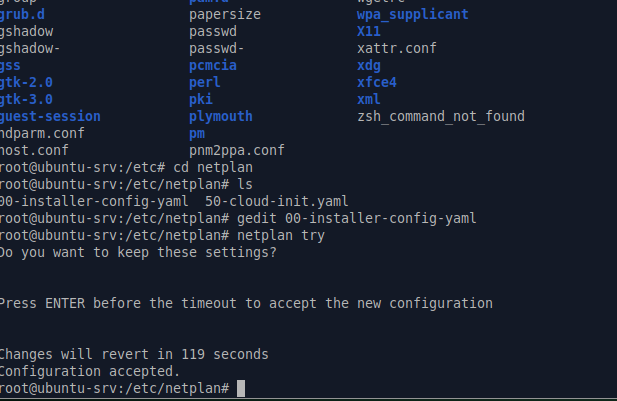 grub.d papersize wpa_supplicant
gshadow passwd X11
gshadow- passwd- xattr.conf
gss pcmcia xdg
gtk-2.0 perl xfce4
gtk-3.0 pki xml
guest-session plymouth zsh_command_not_found
hdparm.conf pm
host.conf pnm2ppa.conf
root@ubuntu-srv:/etc# cd netplan
root@ubuntu-srv:/etc/netplan# ls
00-installer-config-yaml 50-cloud-init.yaml
root@ubuntu-srv:/etc/netplan# gedit 00-installer-config-yaml
root@ubuntu-srv:/etc/netplan# netplan try
Do you want to keep these settings?
Press ENTER before the timeout to accept the new configuration
Changes will revert in 119 seconds
Configuration accepted.
root@ubuntu-srv:/etc/netplan#